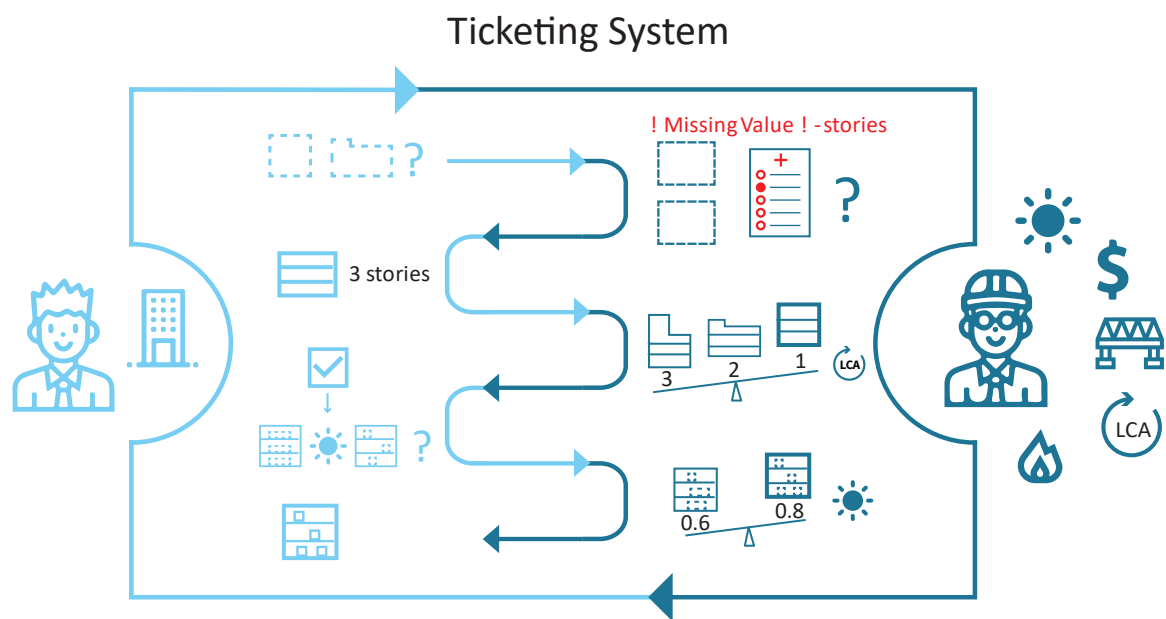 Ticketing System
! Missing Value ! - stories
?
?
3 stories
$
3
2
1
LCA
LCA
?
0.6
0.8